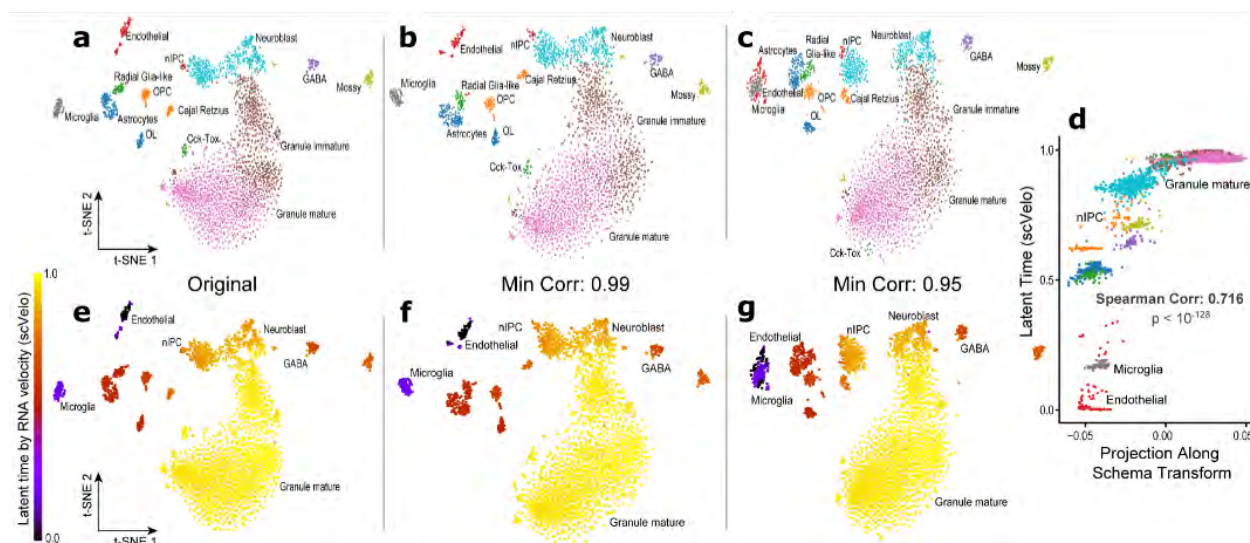 a
Endothelial
Neuroblast
nIPC
GABA
Mossy
Radial Glia-like
OPC
Microglia
Cajal Retzius
Astrocytes
OL
Cck-Tox
Granule immature
Granule mature
t-SNE 2
t-SNE 1
Original
b
Endothelial
nIPC
Neuroblast
GABA
Mossy
Microglia
Radial Glia-like
OPC
Cajal Retzius
Astrocytes
Granule immature
Cck-Tox
Granule mature
Min Corr: 0.99
c
Radial
Glia-like
Astrocytes
nIPC
Neuroblast
GABA
Mossy
Endothelial
OPC
Cajal Retzius
Microglia
OL
Granule immature
Granule mature
Cck-Tox
Min Corr: 0.95
d
1.0
Granule mature
nIPC
0.5
Spearman Corr: 0.716
p < 10-128
Microglia
Endothelial
0.0
-0.05
0.00
0.05
Latent Time (scVelo)
Projection Along
Schema Transform
e
1.0
Latent time by RNA velocity (scVelo)
0.0
Endothelial
Neuroblast
nIPC
GABA
Microglia
Granule mature
t-SNE 2
t-SNE 1
f
nIPC
Neuroblast
Endothelial
GABA
Microglia
Granule mature
g
Neuroblast
Endothelial
nIPC
GABA
Microglia
Granule mature